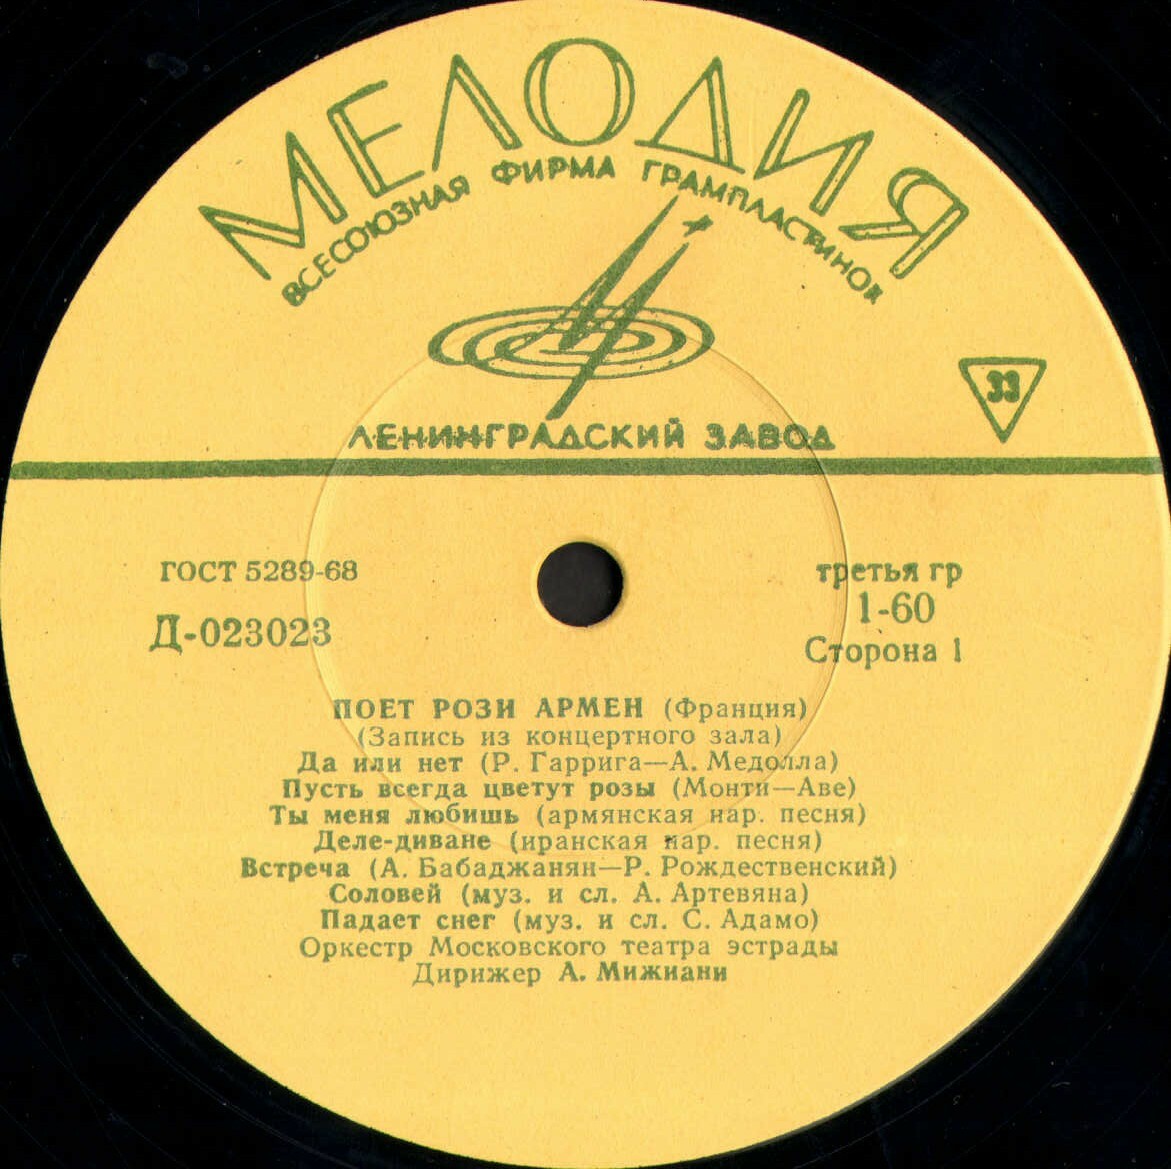 МЕЛОДИЯ
ВСЕСОЮЗНАЯ ФИРМА ГРАМПЛАСТИНОК
33
ЛЕНИНГРАДСКИЙ ЗАВОД
ГОСТ 5289-68
Д-023023
третья гр
1-60
Сторона 1
ПОЕТ РОЗИ АРМЕН (Франция)
(Запись из концертного зала)
Да или нет (Р. Гаррига—А. Медолла)
Пусть всегда цветут розы (Монти—Аве)
Ты меня любишь (армянская нар. песня)
Деле-диване (иранская нар. песня)
Встреча (А. Бабаджанян—Р. Рождественский)
Соловей (муз. и сл. А. Артевяна)
Падает снег (муз. и сл. С. Адамо)
Оркестр Московского театра эстрады
Дирижер А. Мижиани